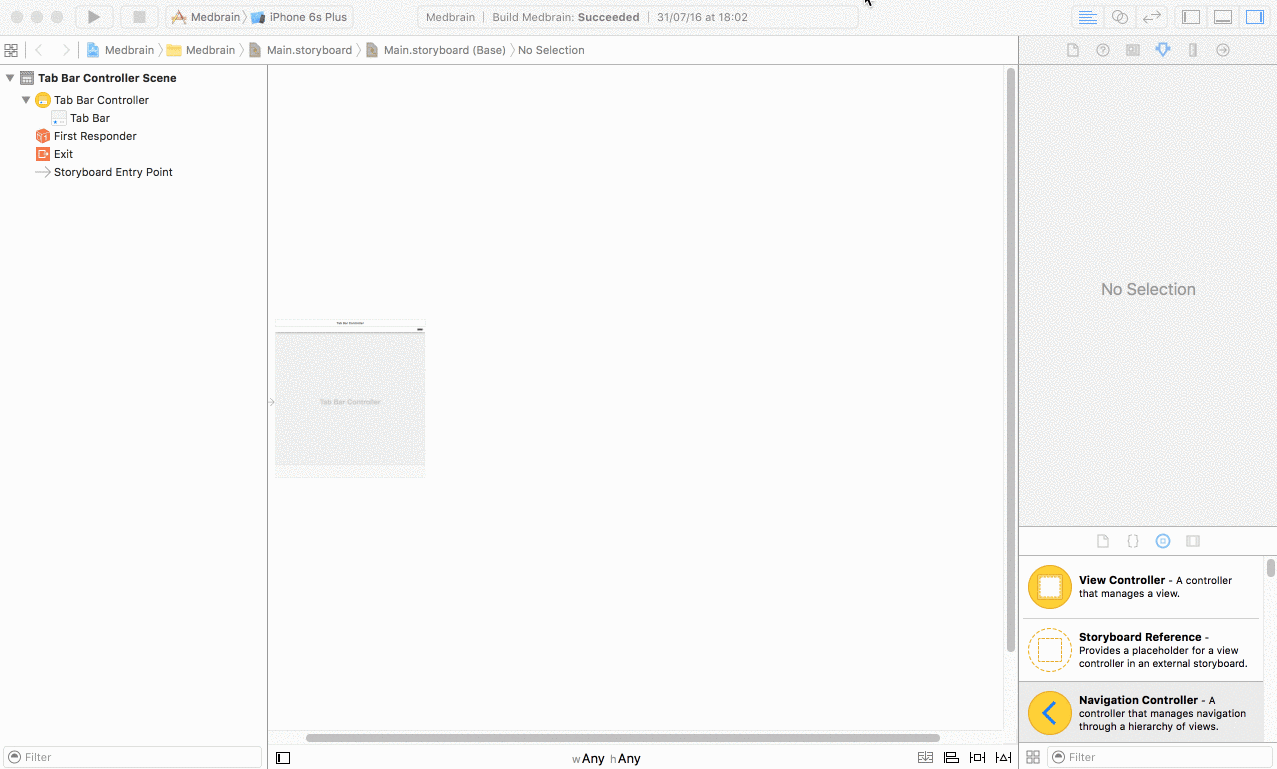 Medbrain iPhone 6s Plus Medbrain Build Medbrain: Succeeded 31/07/16 at 18:02
Medbrain Medbrain Main.storyboard Main.storyboard (Base) No Selection
Tab Bar Controller Scene
Tab Bar Controller
Tab Bar
First Responder
Exit
Storyboard Entry Point
Tab Bar Controller
Tab Bar Controller
No Selection
View Controller - A controller
that manages a view.
Storyboard Reference -
Provides a placeholder for a view
controller in an external storyboard.
Navigation Controller - A
controller that manages navigation
through a hierarchy of views.
Filter
wAny hAny
Filter